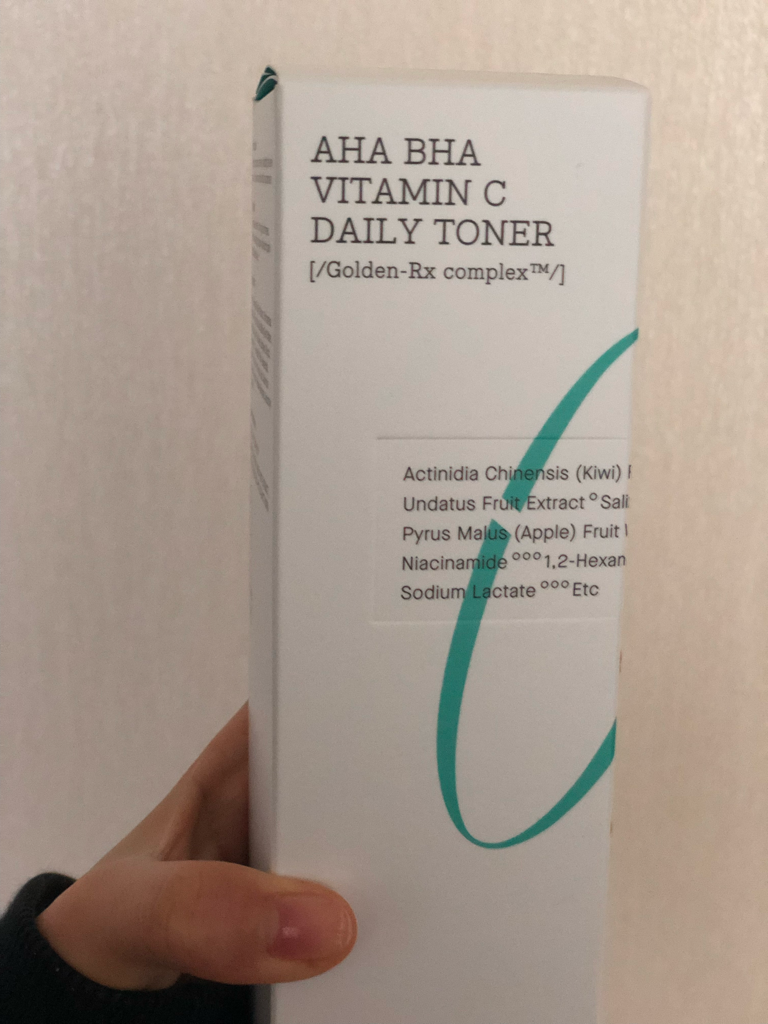 AHA BHA
VITAMIN C
DAILY TONER
[/Golden-Rx complex™/]
Actinidia Chinensis (Kiwi)
Undatus Fruit Extract ° Sali
Pyrus Malus (Apple) Fruit
Niacinamide °°° 1,2-Hexan
Sodium Lactate °°° Etc